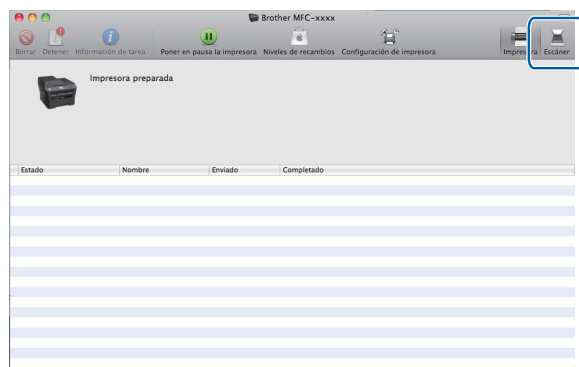 Brother MFC-xxxx
Borrar Detener Información de tarea Poner en pausa la impresora Niveles de recambios Configuración de impresora Impresora Escáner
Impresora preparada
Estado Nombre Enviado Completado